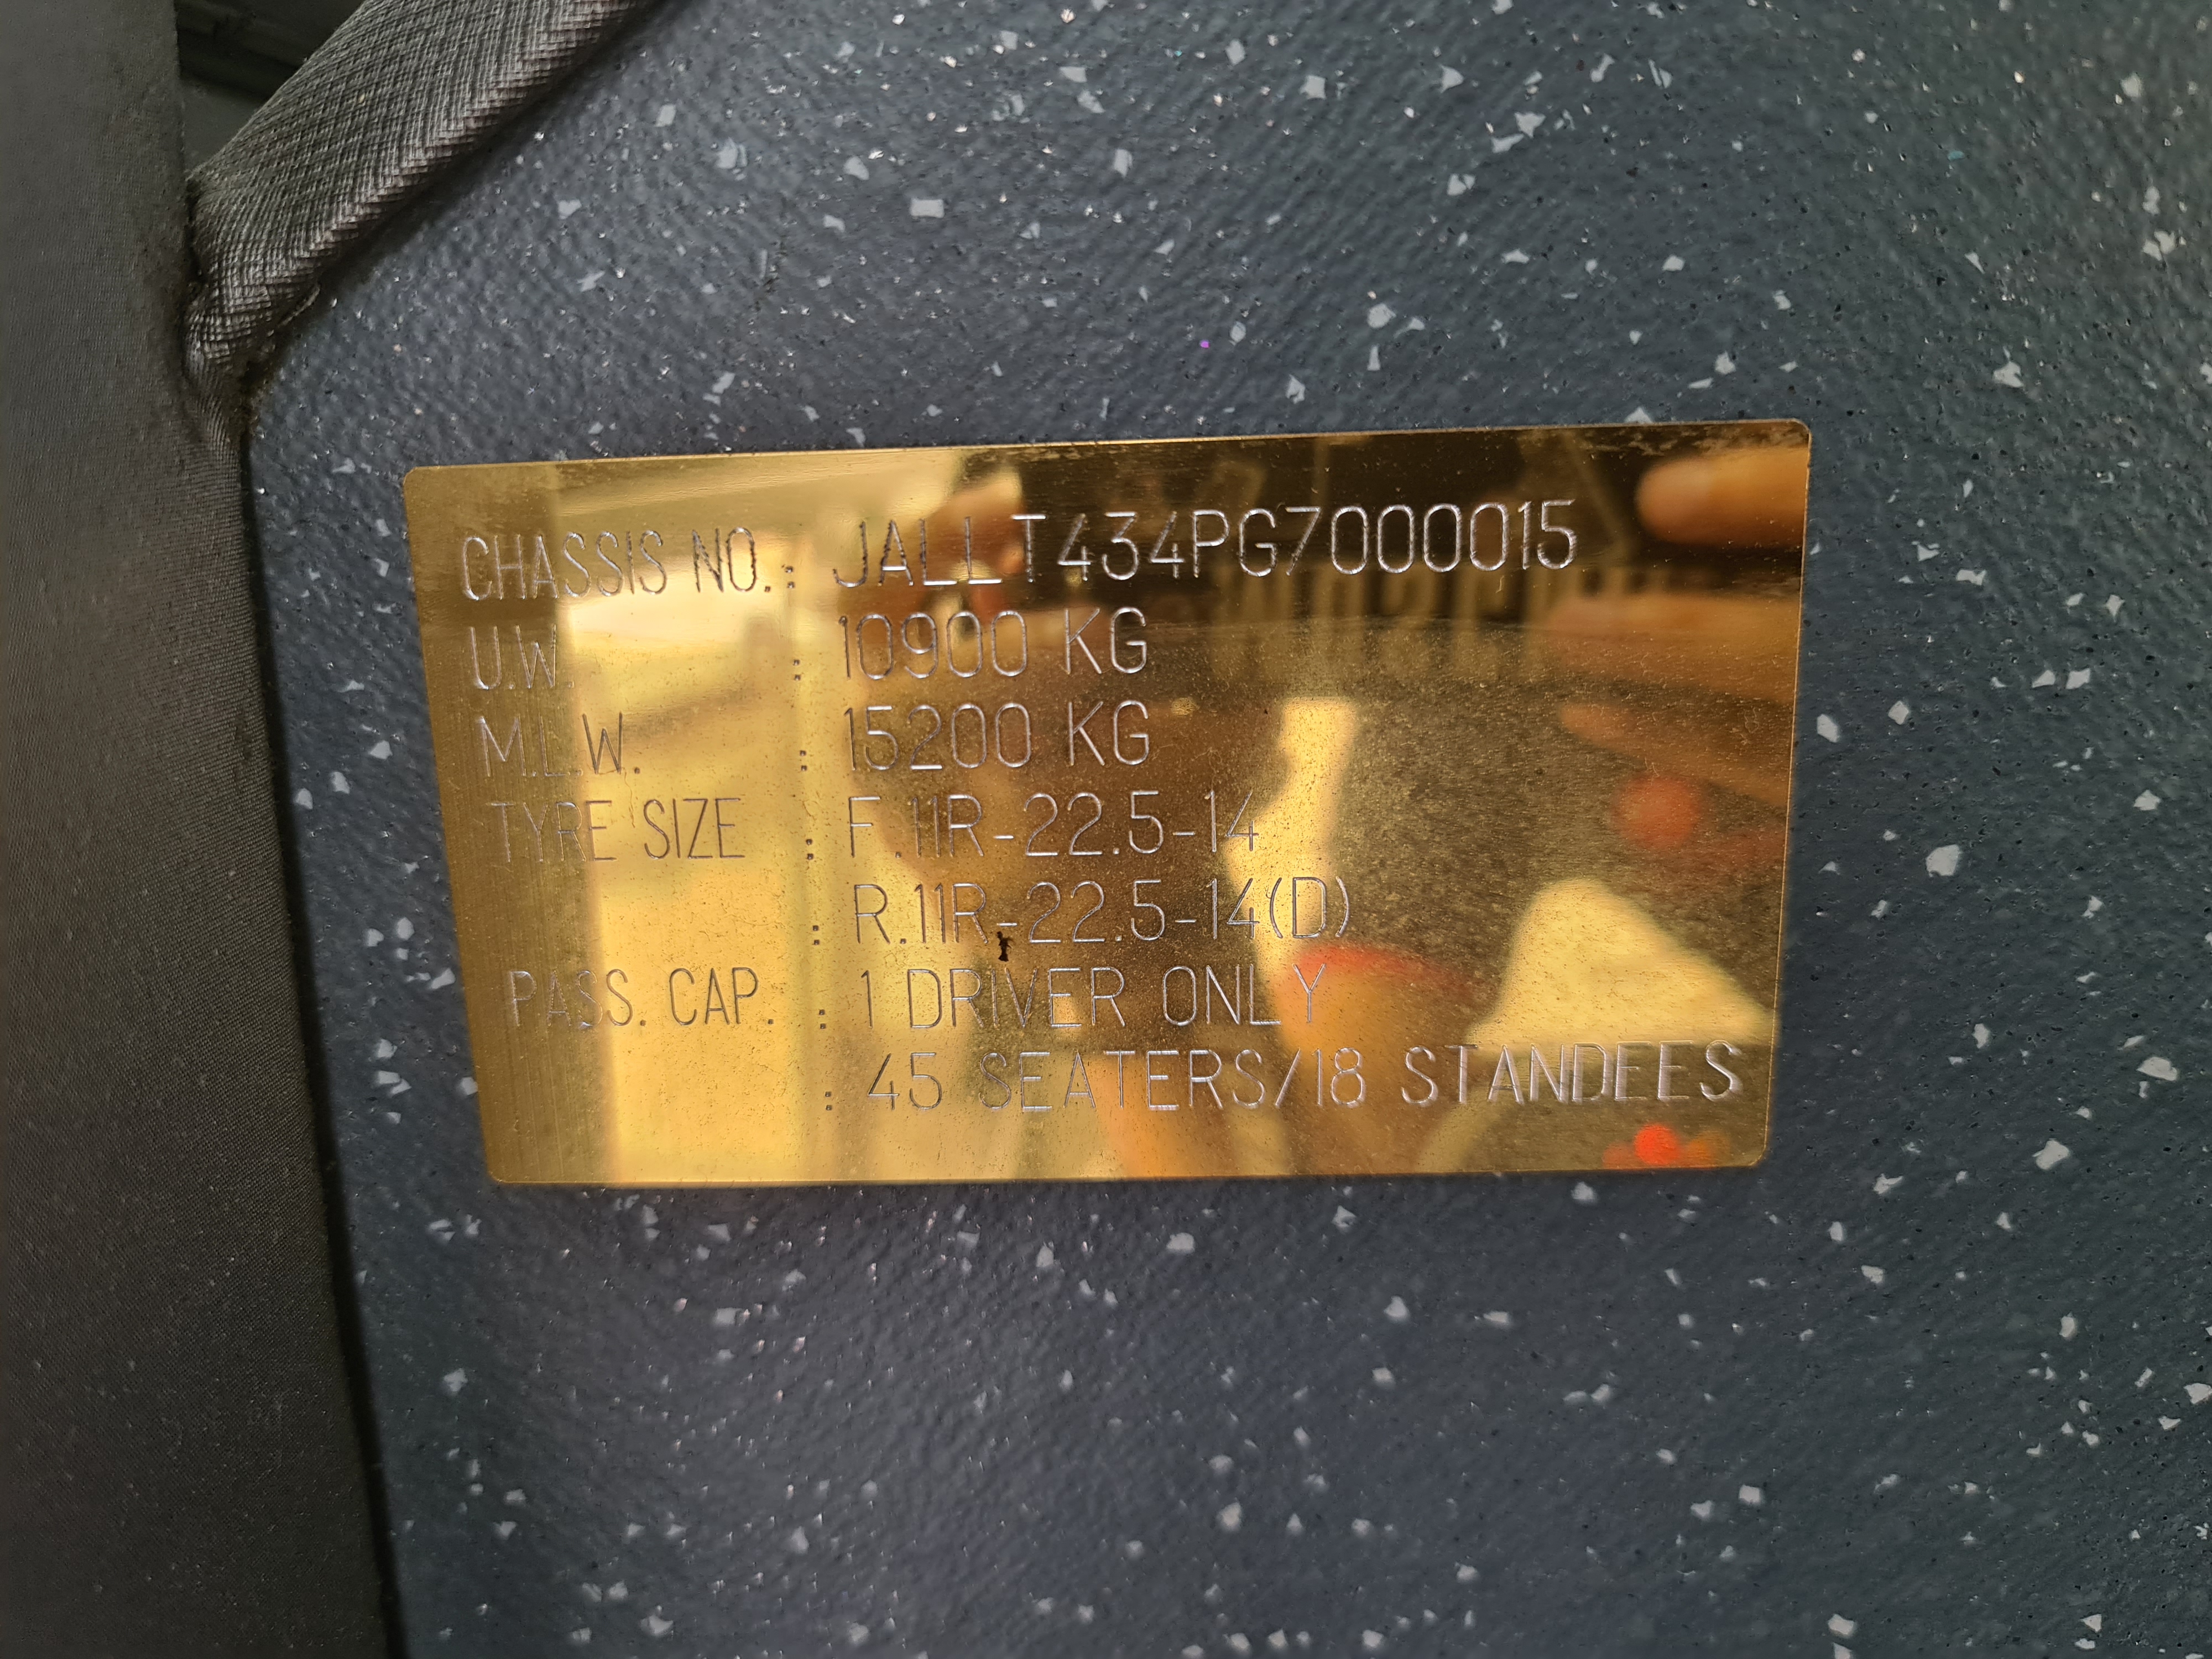 CHASSIS NO. : JALLT434PG7000015
U.W. : 10900 KG
M.L.W. : 15200 KG
TYRE SIZE : F.11R-22.5-14
: R.11R-22.5-14(D)
PASS. CAP. : 1 DRIVER ONLY
: 45 SEATERS/18 STANDEES